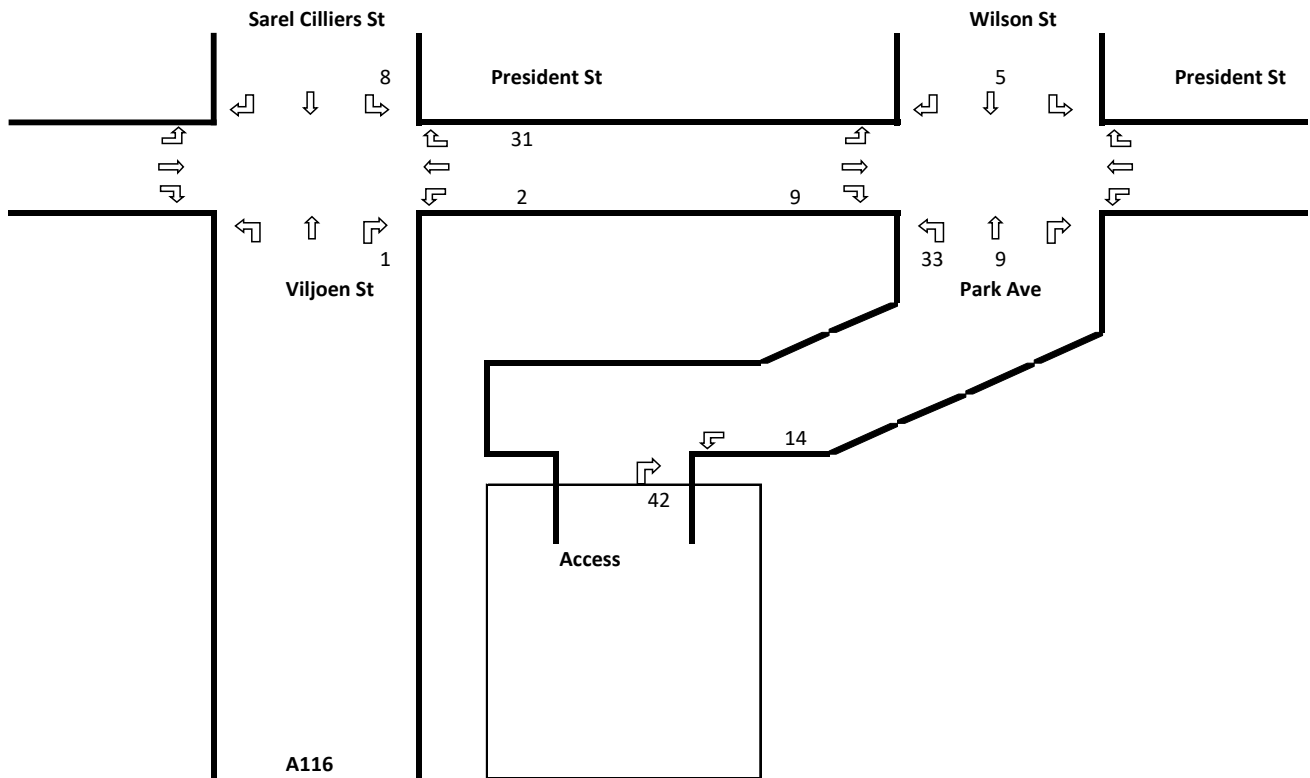 Sarel Cilliers St
Wilson St
8
President St
5
President St
31
2
9
1
33
9
Viljoen St
Park Ave
14
42
Access
A116